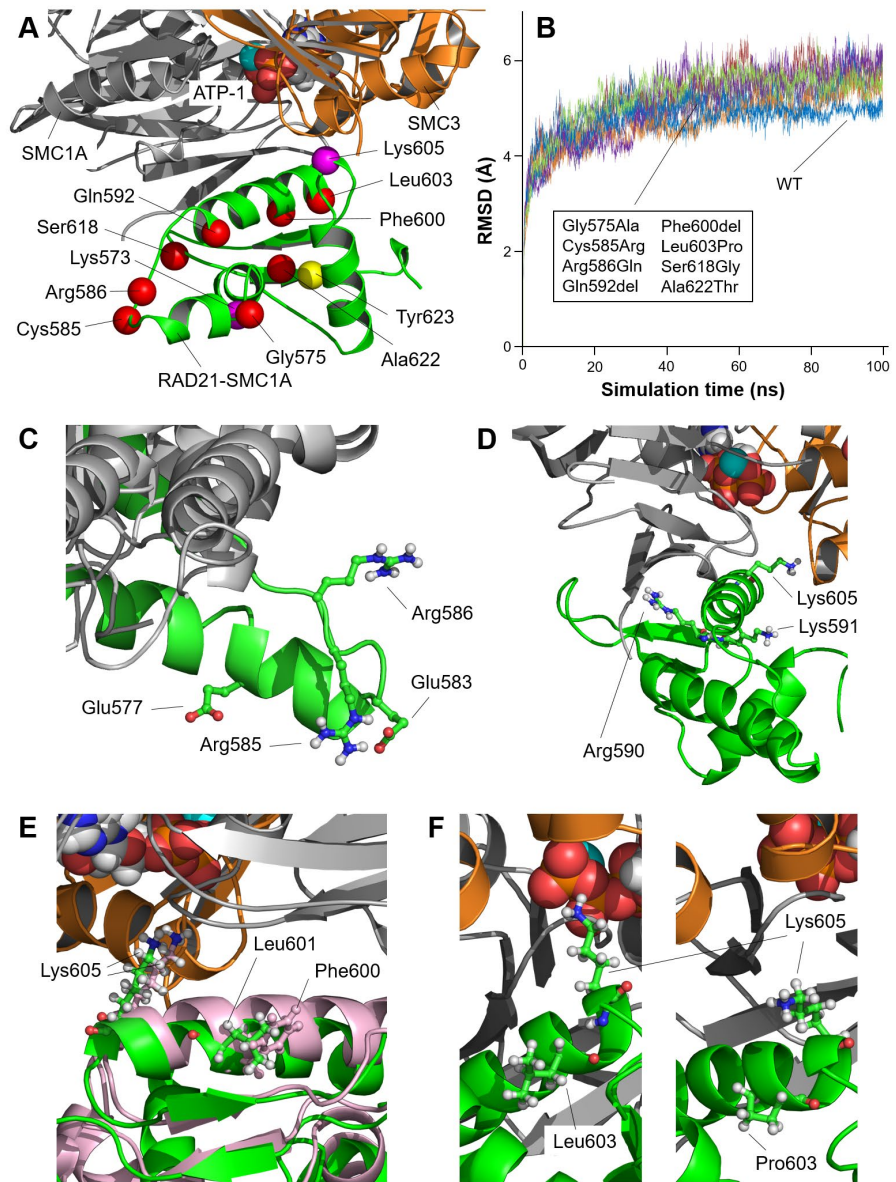 A
ATP-1
SMC1A
SMC3
Lys605
Leu603
Gln592
Phe600
Ser618
Lys573
Arg586
Cys585
Tyr623
Gly575
Ala622
RAD21-SMC1A
B
RMSD (Å)
6
4
2
0
WT
Gly575Ala Phe600del
Cys585Arg Leu603Pro
Arg586Gln Ser618Gly
Gln592del Ala622Thr
0 20 40 60 80 100
Simulation time (ns)
C
Arg586
Glu583
Glu577
Arg585
D
Lys605
Lys591
Arg590
E
Leu601
Lys605
Phe600
F
Lys605
Leu603
Pro603